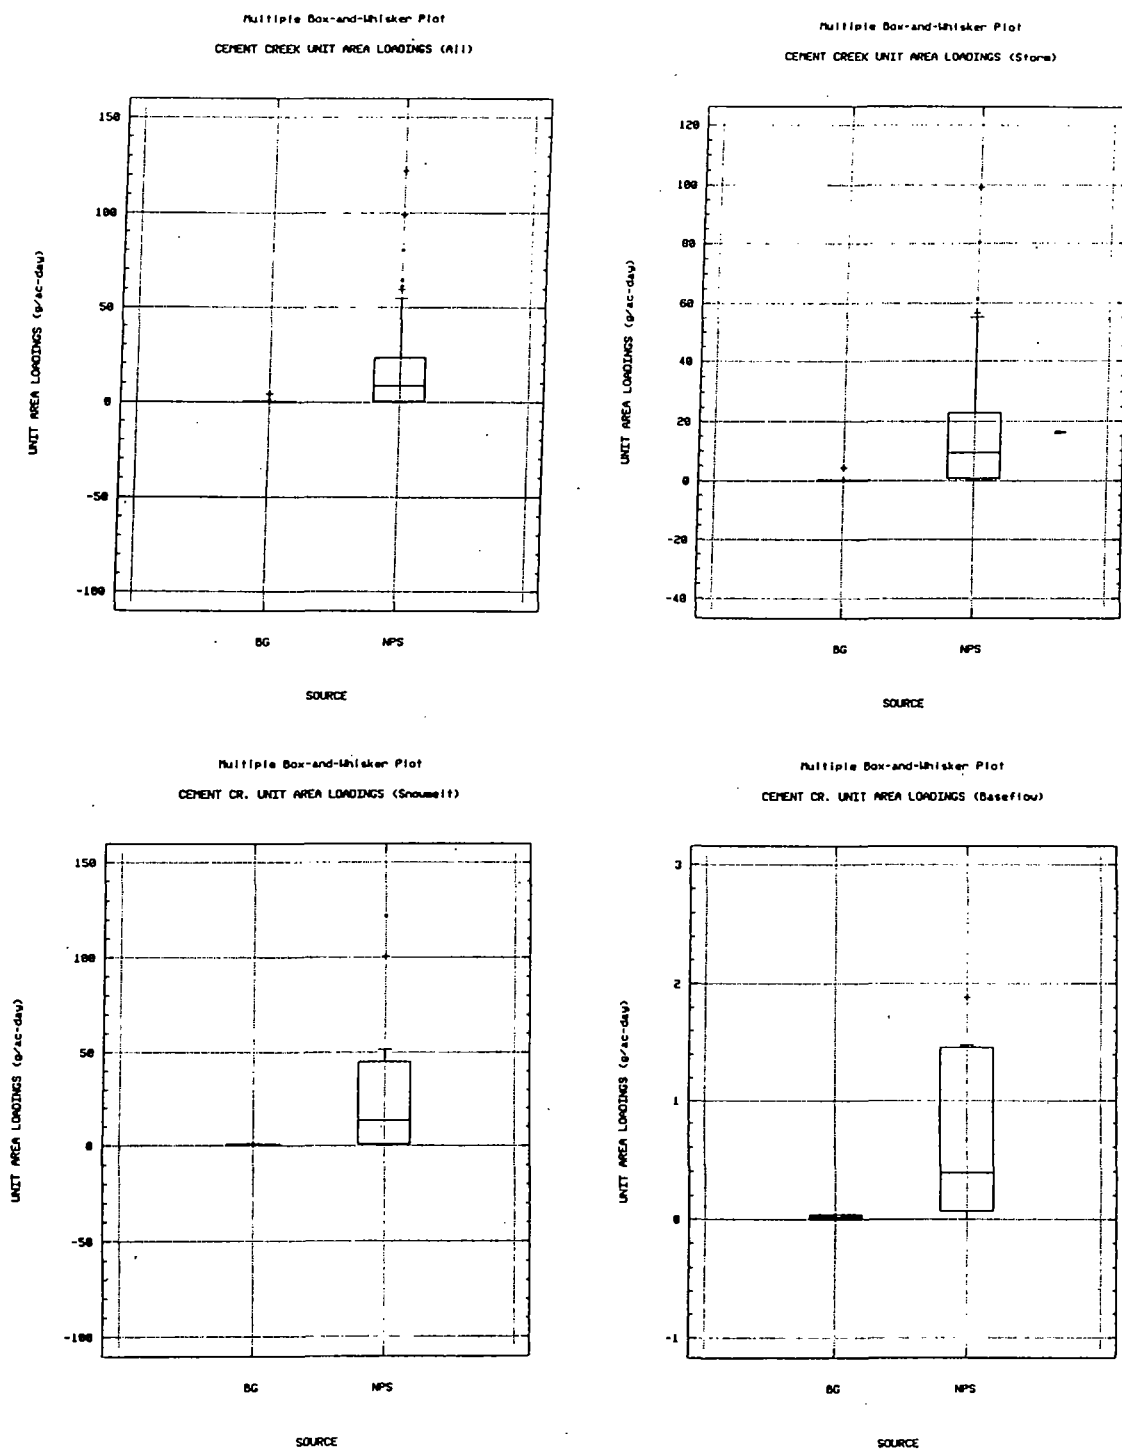 Multiple Box-and-Whisker Plot
CEMENT CREEK UNIT AREA LOADINGS (All)
150
100
50
0
-50
-100
UNIT AREA LOADINGS (g/ac-day)
BG
NPS
SOURCE
Multiple Box-and-Whisker Plot
CEMENT CREEK UNIT AREA LOADINGS (Storm)
120
100
80
60
40
20
0
-20
-40
UNIT AREA LOADINGS (g/ac-day)
BG
NPS
SOURCE
Multiple Box-and-Whisker Plot
CEMENT CR. UNIT AREA LOADINGS (Snowmelt)
150
100
50
0
-50
-100
UNIT AREA LOADINGS (g/ac-day)
BG
NPS
SOURCE
Multiple Box-and-Whisker Plot
CEMENT CR. UNIT AREA LOADINGS (Baseflow)
3
2
1
0
-1
UNIT AREA LOADINGS (g/ac-day)
BG
NPS
SOURCE